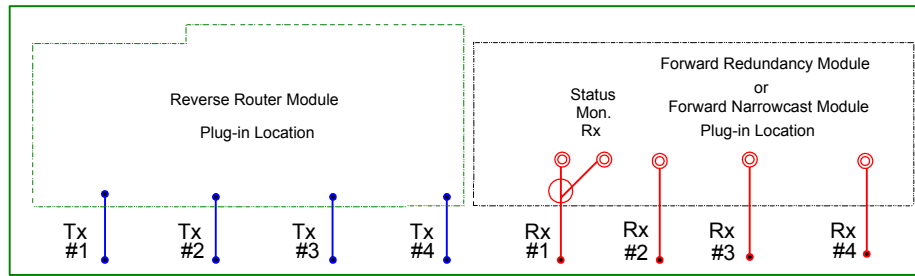 Reverse Router Module
Plug-in Location
Status
Mon.
Rx
Forward Redundancy Module
or
Forward Narrowcast Module
Plug-in Location
Tx
#1
Tx
#2
Tx
#3
Tx
#4
Rx
#1
Rx
#2
Rx
#3
Rx
#4